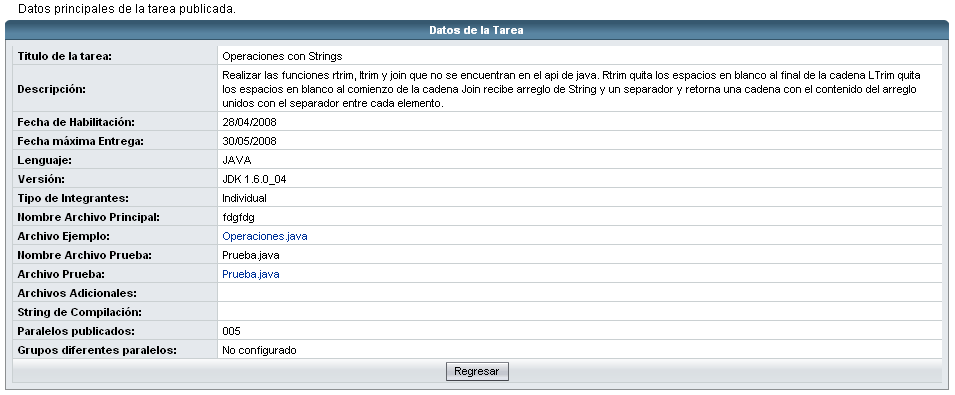 Datos principales de la tarea publicada.
Datos de la Tarea
Titulo de la tarea: Operaciones con Strings
Descripción: Realizar las funciones rtrim, ltrim y join que no se encuentran en el api de java. Rtrim quita los espacios en blanco al final de la cadena LTrim quita
los espacios en blanco al comienzo de la cadena Join recibe arreglo de String y un separador y retorna una cadena con el contenido del arreglo
unidos con el separador entre cada elemento.
Fecha de Habilitación: 28/04/2008
Fecha máxima Entrega: 30/05/2008
Lenguaje: JAVA
Versión: JDK 1.6.0_04
Tipo de Integrantes: Individual
Nombre Archivo Principal: fdgfdg
Archivo Ejemplo: Operaciones.java
Nombre Archivo Prueba: Prueba.java
Archivo Prueba: Prueba.java
Archivos Adicionales:
String de Compilación:
Paralelos publicados: 005
Grupos diferentes paralelos: No configurado
Regresar